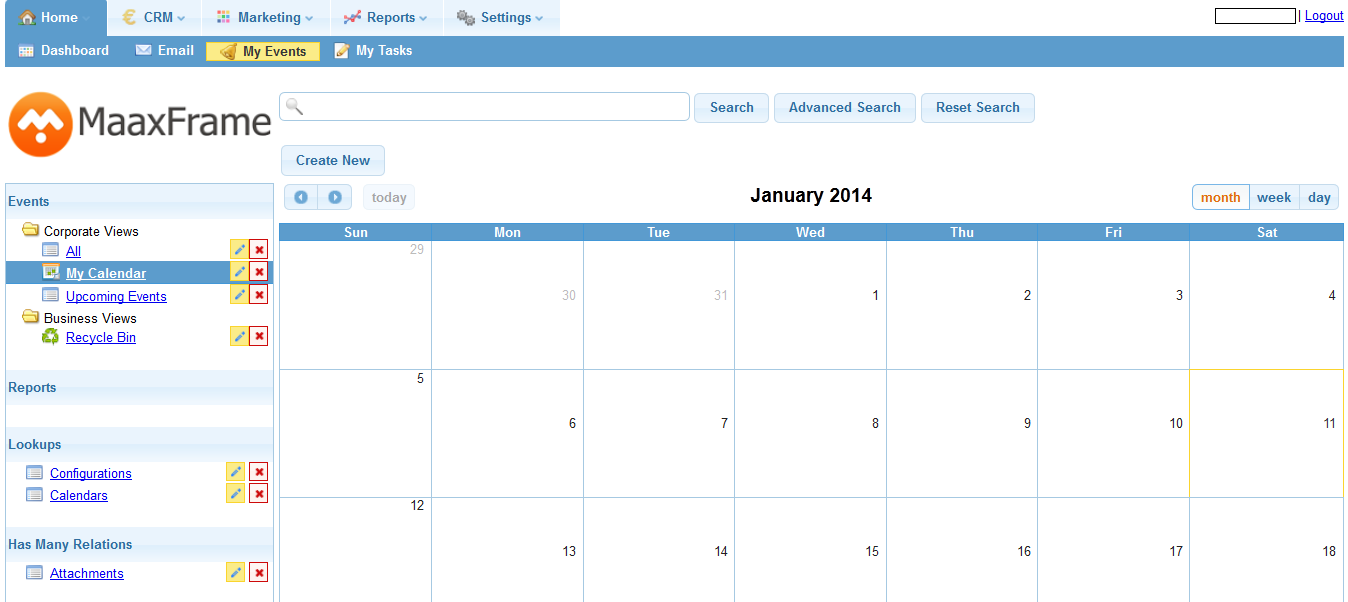 Home CRM Marketing Reports Settings | Logout
Dashboard Email My Events My Tasks
MaaxFrame
Search Advanced Search Reset Search
Create New
today January 2014 month week day
Events
Corporate Views
All
My Calendar
Upcoming Events
Business Views
Recycle Bin
Reports
Lookups
Configurations
Calendars
Has Many Relations
Attachments
Sun Mon Tue Wed Thu Fri Sat
29 30 31 1 2 3 4
5 6 7 8 9 10 11
12 13 14 15 16 17 18